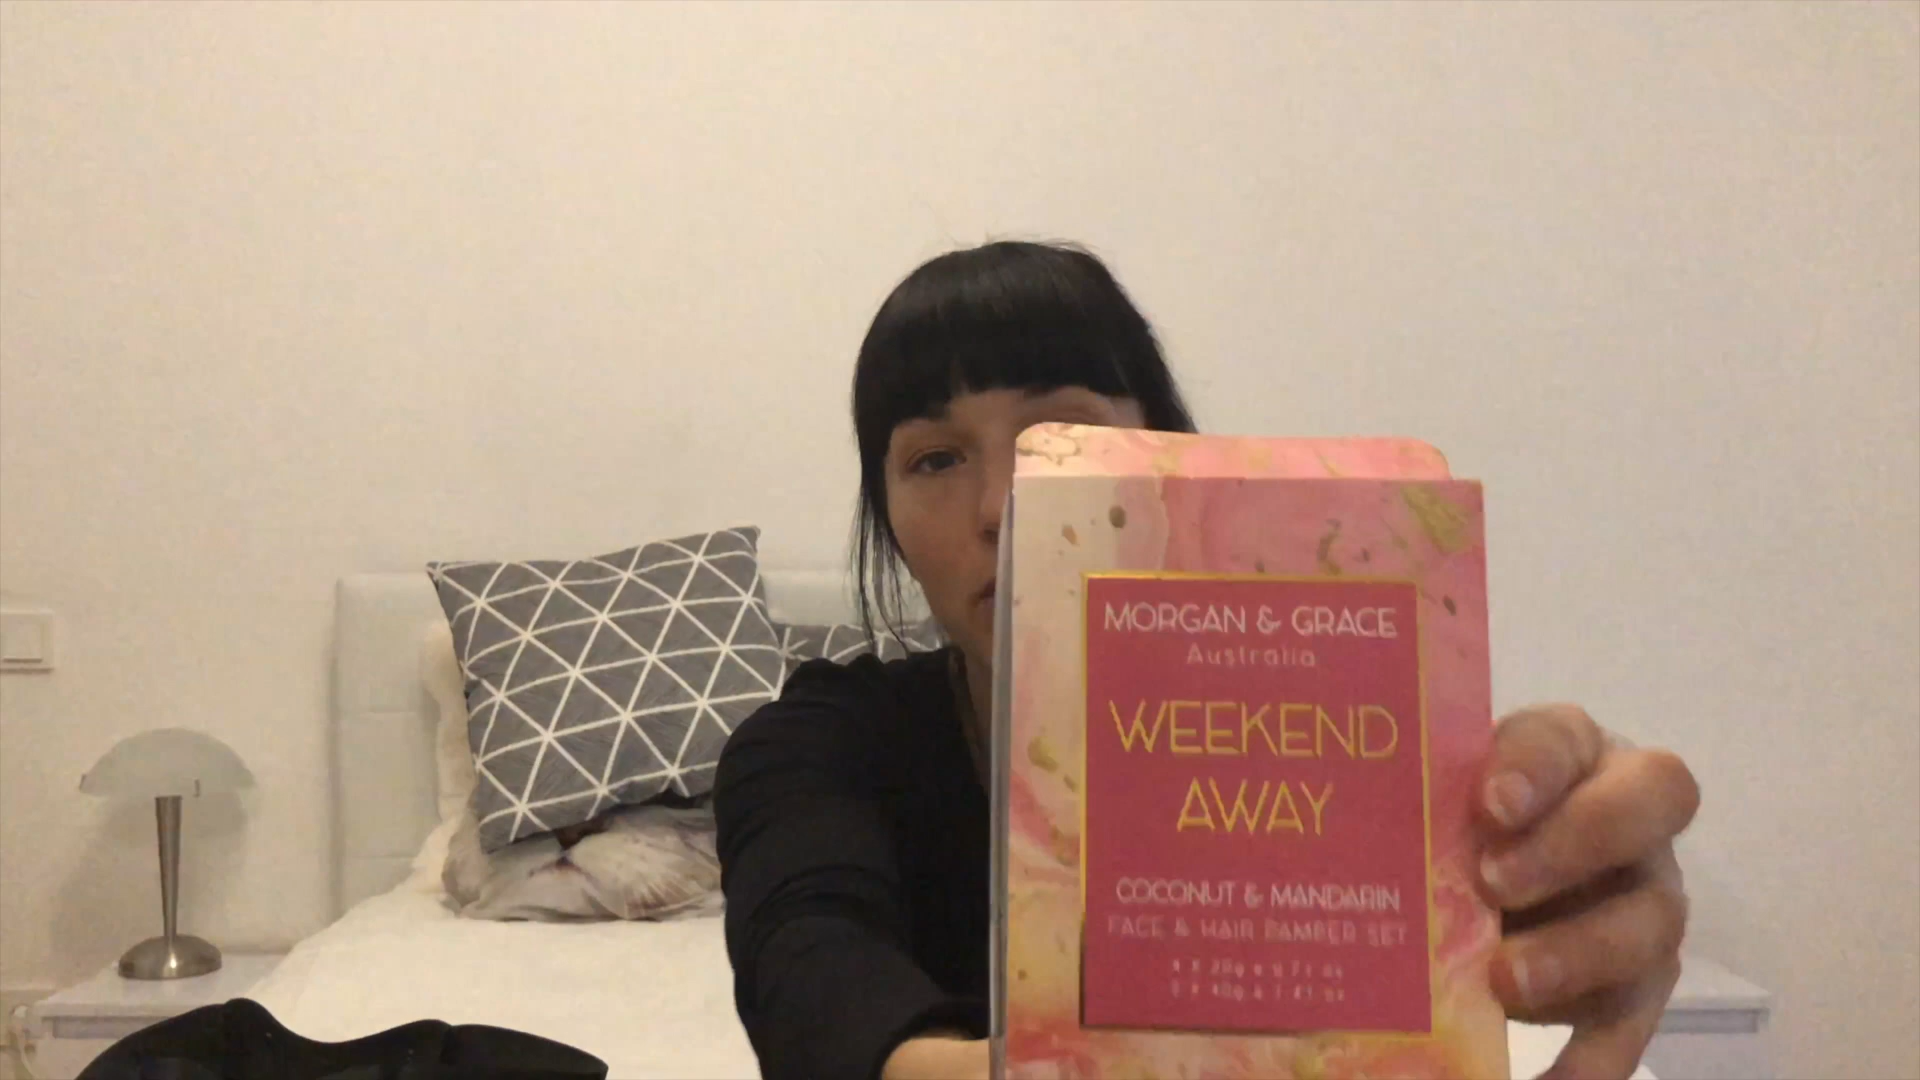 MORGAN & GRACE
Australia
WEEKEND
AWAY
COCONUT & MANDARIN
FACE & HAIR PAMPER SET